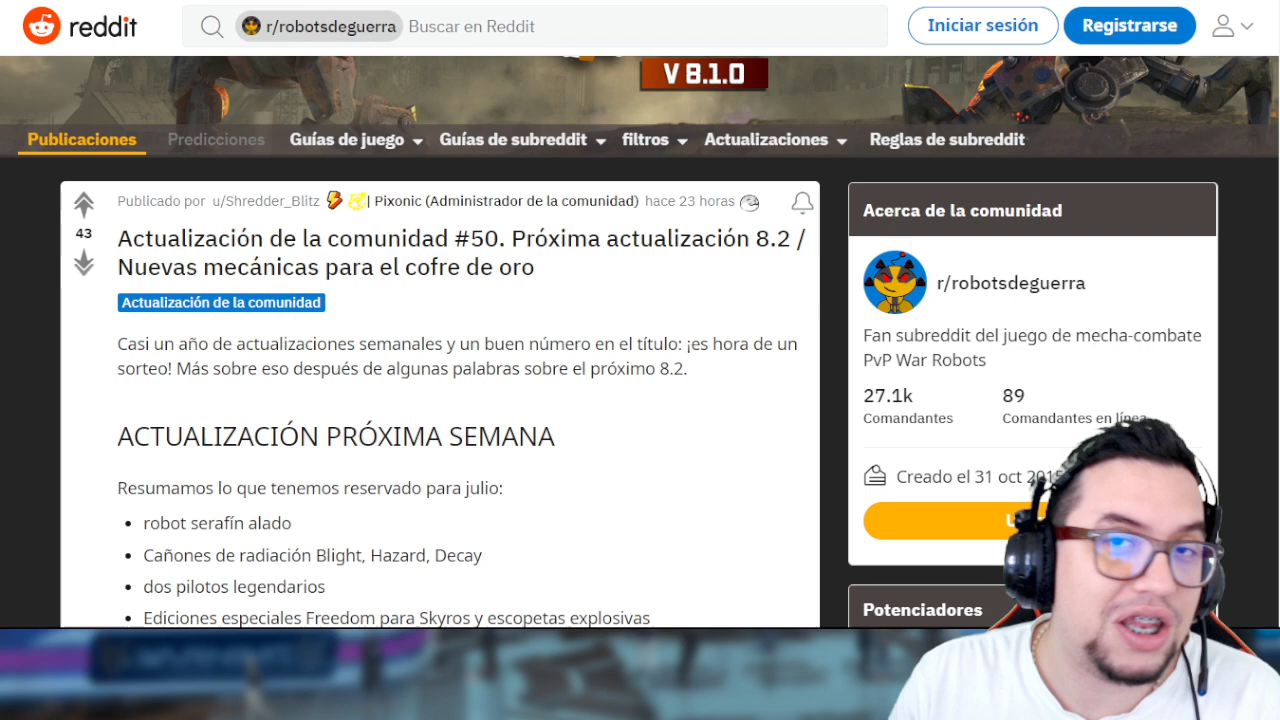 reddit
r/robotsdeguerra Buscar en Reddit
Iniciar sesión
Registrarse
V 8.1.0
Publicaciones Predicciones Guías de juego Guías de subreddit filtros Actualizaciones Reglas de subreddit
Publicado por u/Shredder_Blitz | Pixonic (Administrador de la comunidad) hace 23 horas
43
Actualización de la comunidad #50. Próxima actualización 8.2 /
Nuevas mecánicas para el cofre de oro
Actualización de la comunidad
Casi un año de actualizaciones semanales y un buen número en el título: ¡es hora de un
sorteo! Más sobre eso después de algunas palabras sobre el próximo 8.2.
ACTUALIZACIÓN PRÓXIMA SEMANA
Resumamos lo que tenemos reservado para julio:
• robot serafín alado
• Cañones de radiación Blight, Hazard, Decay
• dos pilotos legendarios
• Ediciones especiales Freedom para Skyros y escopetas explosivas
Acerca de la comunidad
r/robotsdeguerra
Fan subreddit del juego de mecha-combate
PvP War Robots
27.1k 89
Comandantes Comandantes en línea
Creado el 31 oct 2015
Potenciadores